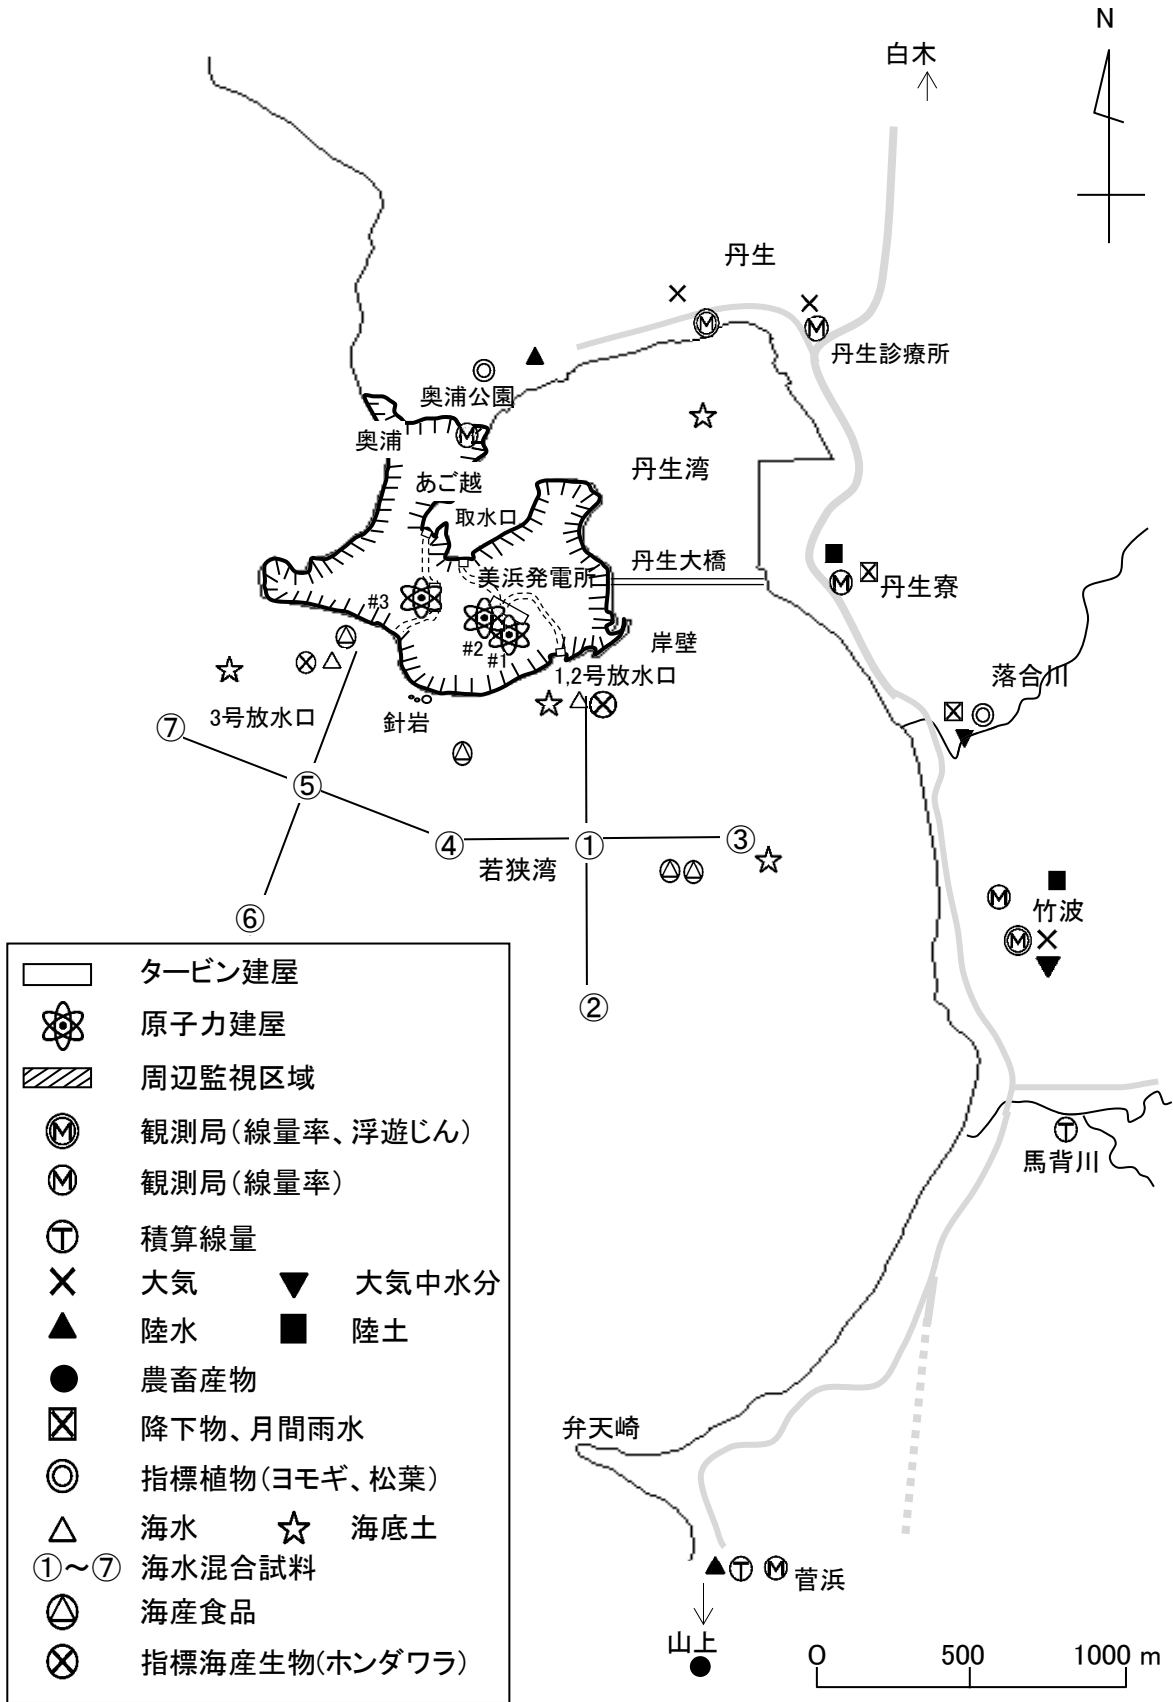 N
白木
丹生
丹生診療所
奥浦公園
奥浦
丹生湾
あご越
取水口
丹生大橋
美浜発電所
丹生寮
#3
#2
#1
岸壁
1,2号放水口
落合川
3号放水口
針岩
⑦
⑤
④
①
③
若狭湾
⑥
竹波
②
馬背川
弁天崎
菅浜
山上
0 500 1000 m
タービン建屋
原子力建屋
周辺監視区域
観測局(線量率、浮遊じん)
観測局(線量率)
積算線量
大気 大気中水分
陸水 陸土
農畜産物
降下物、月間雨水
指標植物(ヨモギ、松葉)
海水 海底土
①～⑦ 海水混合試料
海産食品
指標海産生物(ホンダワラ)